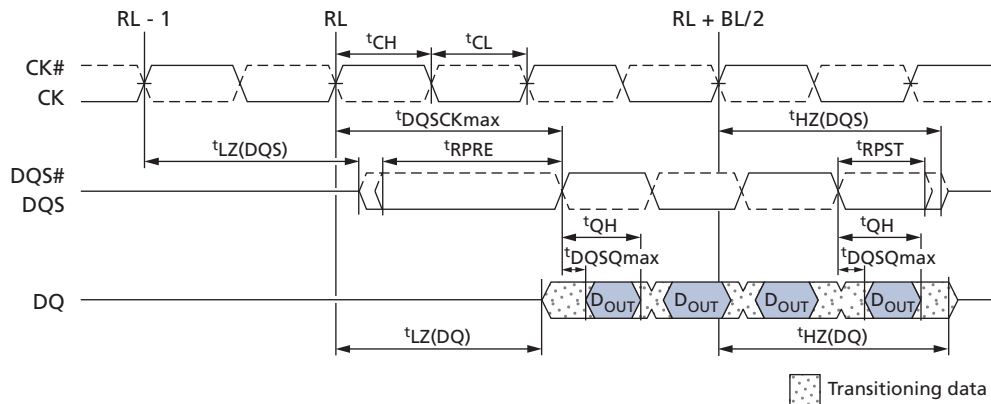 RL - 1
RL
RL + BL/2
tCH
tCL
CK#
CK
tDQSCKmax
tHZ(DQS)
tLZ(DQS)
tRPRE
tRPST
DQS#
DQS
tQH
tQH
tDQSQmax
tDQSQmax
DQ
DOUT
DOUT
DOUT
DOUT
tLZ(DQ)
tHZ(DQ)
Transitioning data